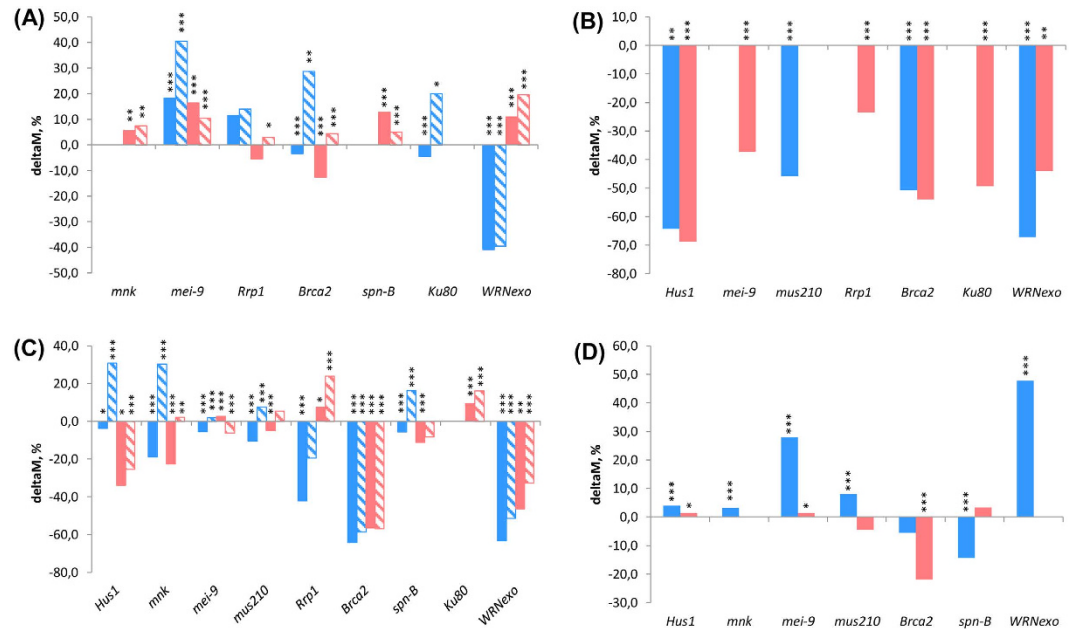 (A)
deltaM, %
50,0
40,0
30,0
20,0
10,0
0,0
-10,0
-20,0
-30,0
-40,0
-50,0
*** *** *** *** ** ** * *** ** *** *** *** *** *** * *** *** *** ***
mnk mei-9 Rrp1 Brca2 spn-B Ku80 WRNexo
(B)
deltaM, %
10,0
0,0
-10,0
-20,0
-30,0
-40,0
-50,0
-60,0
-70,0
-80,0
** *** *** *** *** *** *** *** *** **
Hus1 mei-9 mus210 Rrp1 Brca2 Ku80 WRNexo
(C)
deltaM, %
40,0
20,0
0,0
-20,0
-40,0
-60,0
-80,0
Hus1 mnk mei-9 mus210 Rrp1 Brca2 spn-B Ku80 WRNexo
(D)
deltaM, %
60,0
50,0
40,0
30,0
20,0
10,0
0,0
-10,0
-20,0
-30,0
*** * *** *** * *** *** *** ***
Hus1 mnk mei-9 mus210 Brca2 spn-B WRNexo